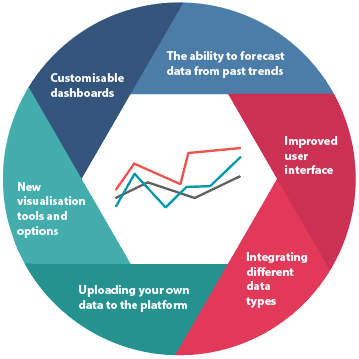 The ability to forecast
data from past trends
Improved
user
interface
Integrating
different
data
types
Uploading your own
data to the platform
New
visualisation
tools and
options
Customisable
dashboards